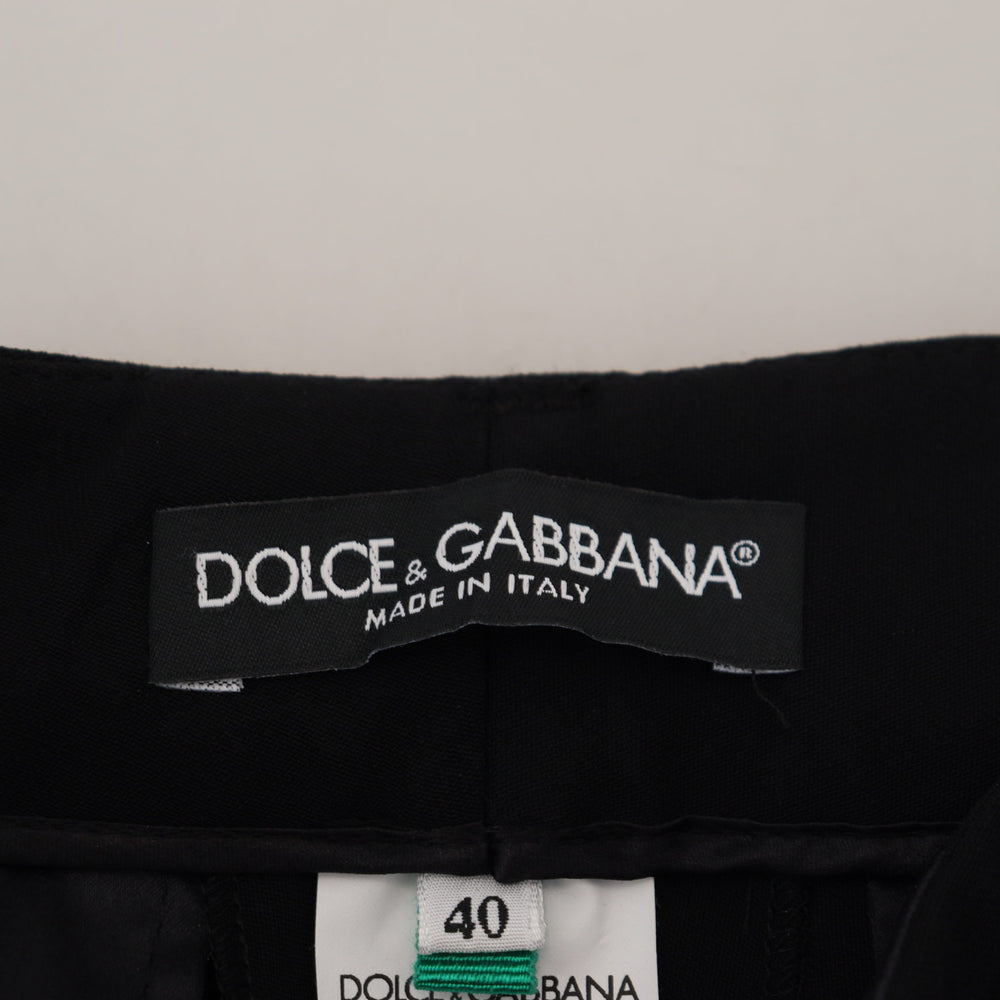 DOLCE & GABBANA®
MADE IN ITALY
40
DOLCE & GABBANA